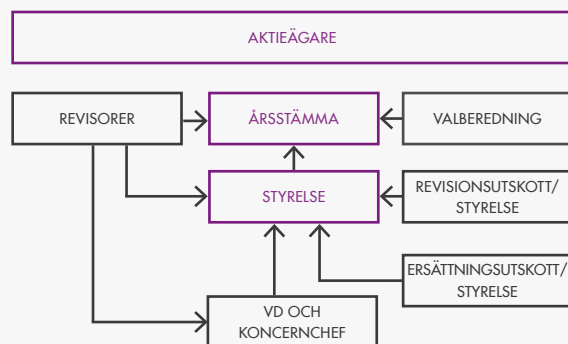 AKTIEÄGARE
REVISORER
ÅRSSTÄMMA
VALBEREDNING
STYRELSE
REVISIONSUTSKOTT/
STYRELSE
ERSÄTTNINGSUTSKOTT/
STYRELSE
VD OCH
KONCERNCHEF